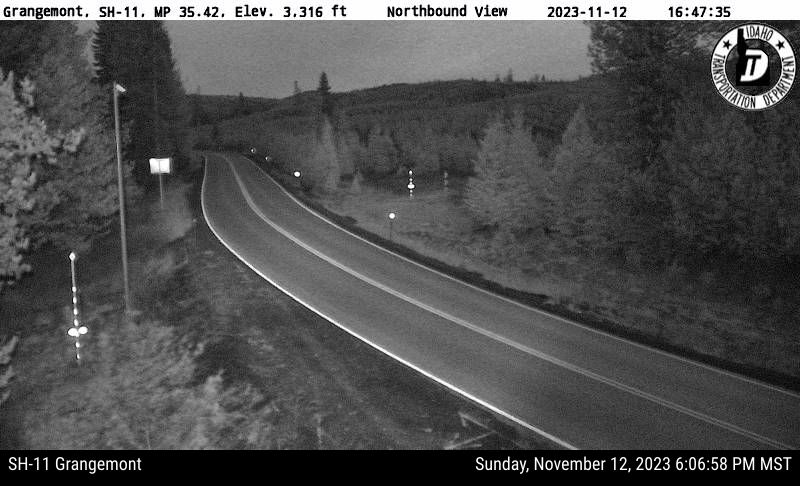 Grangemont, SH-11, MP 35.42, Elev. 3,316 ft Northbound View 2023-11-12 16:47:35
IDAHO
TRANSPORTATION DEPARTMENT
SH-11 Grangemont Sunday, November 12, 2023 6:06:58 PM MST